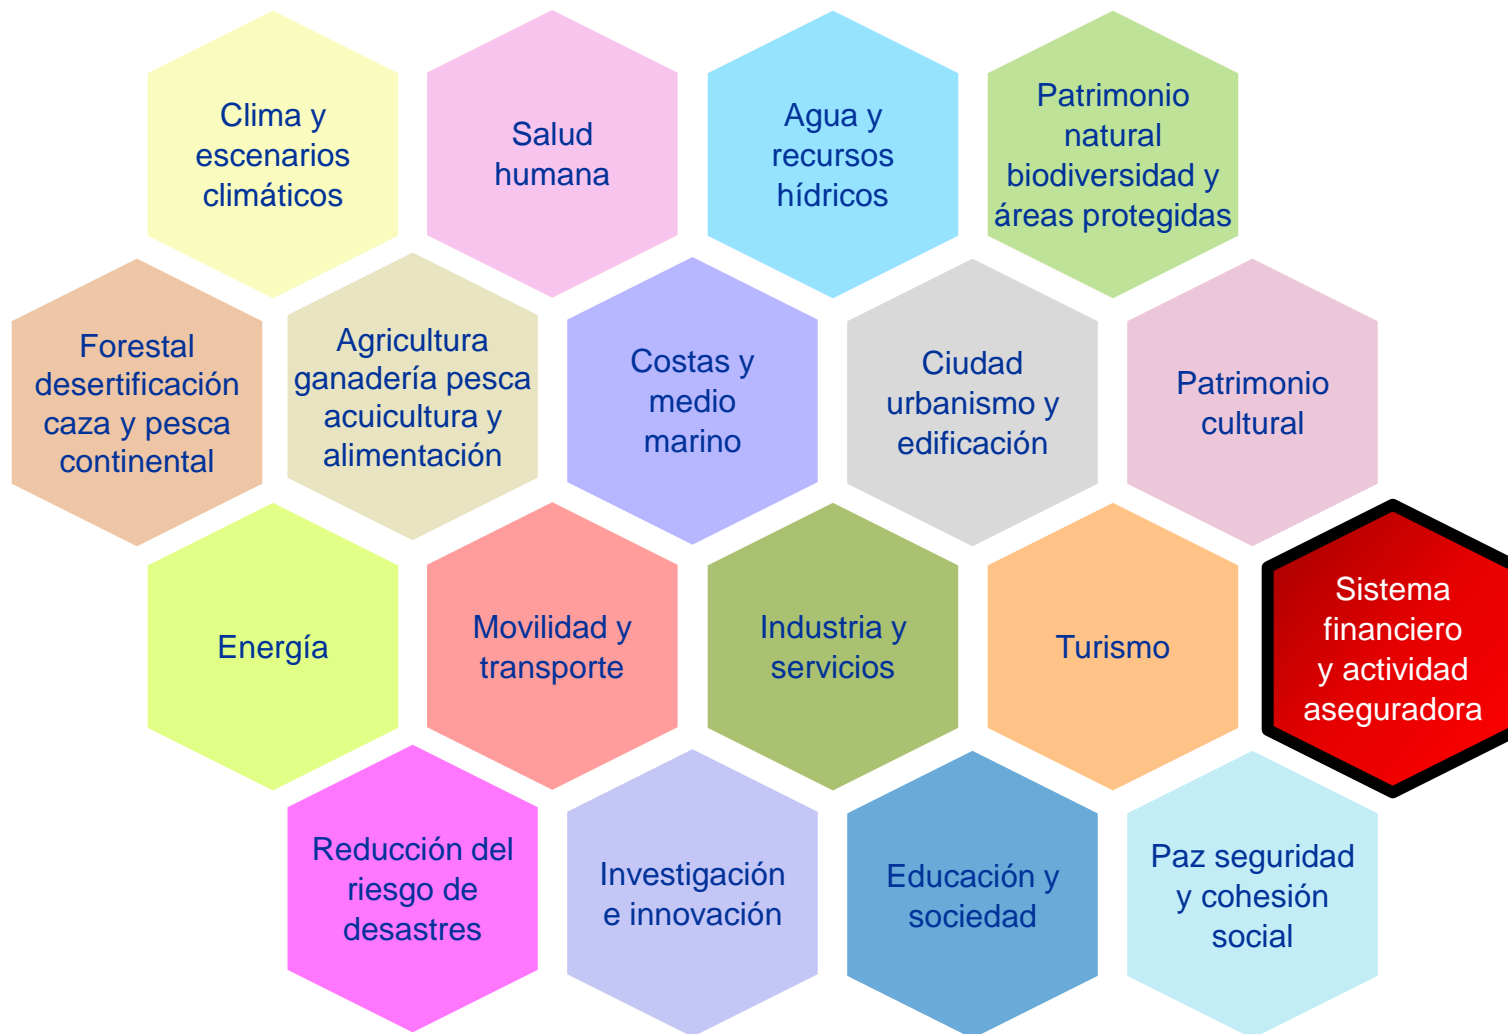 Clima y
escenarios
climáticos
Salud
humana
Agua y
recursos
hídricos
Patrimonio
natural
biodiversidad y
áreas protegidas
Forestal
desertificación
caza y pesca
continental
Agricultura
ganadería pesca
acuicultura y
alimentación
Costas y
medio
marino
Ciudad
urbanismo y
edificación
Patrimonio
cultural
Energía
Movilidad y
transporte
Industria y
servicios
Turismo
Sistema
financiero
y actividad
aseguradora
Reducción del
riesgo de
desastres
Investigación
e innovación
Educación y
sociedad
Paz seguridad
y cohesión
social